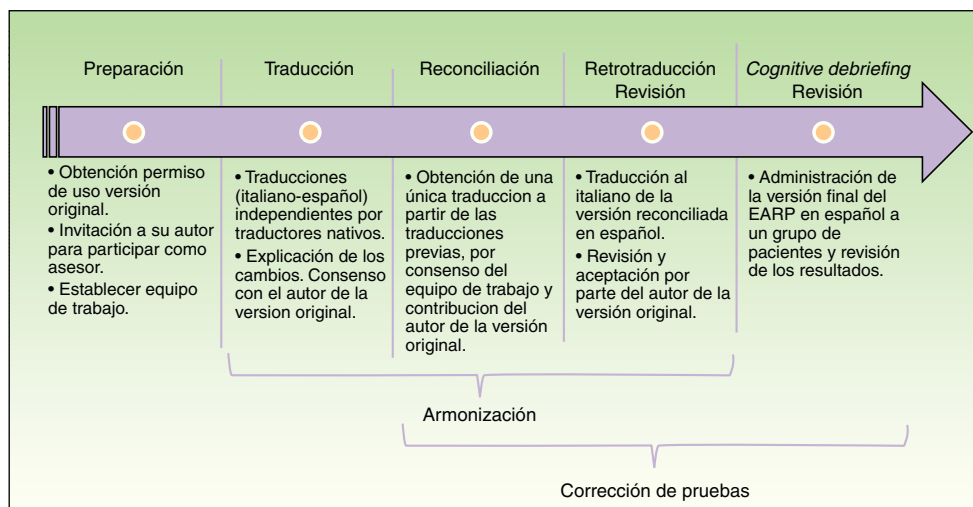 Preparación
• Obtención permiso
de uso versión
original.
• Invitación a su autor
para participar como
asesor.
• Establecer equipo
de trabajo.
Traducción
• Traducciones
(italiano-español)
independientes por
traductores nativos.
• Explicación de los
cambios. Consenso
con el autor de la
version original.
Reconciliación
• Obtención de una
única traduccion a
partir de las
traducciones
previas, por
consenso del
equipo de trabajo y
contribucion del
autor de la versión
original.
Retrotraducción
Revisión
• Traducción al
italiano de la
versión reconciliada
en español.
• Revisión y
aceptación por
parte del autor de la
versión original.
Cognitive debriefing
Revisión
• Administración de
la versión final del
EARP en español a
un grupo de
pacientes y revisión
de los resultados.
Armonización
Corrección de pruebas